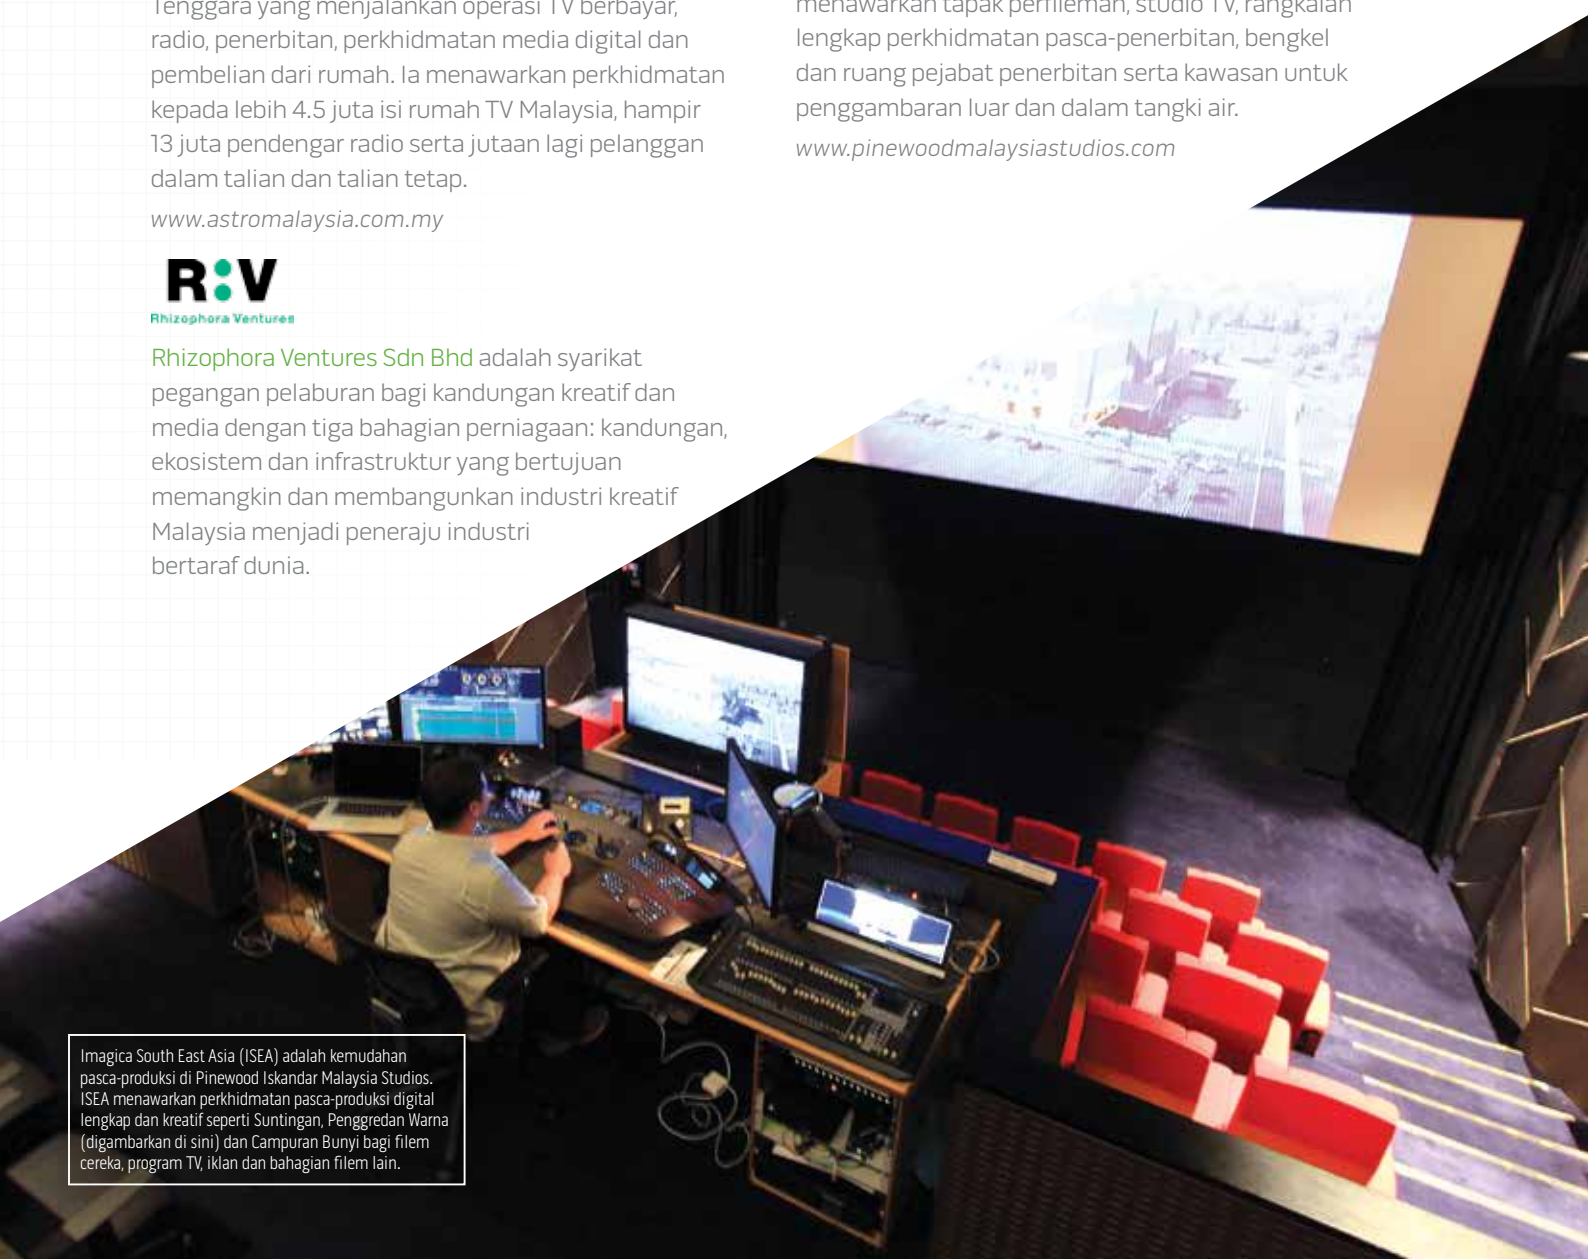 Tenggara yang menjalankan operasi TV berbayar,
radio, penerbitan, perkhidmatan media digital dan
pembelian dari rumah. Ia menawarkan perkhidmatan
kepada lebih 4.5 juta isi rumah TV Malaysia, hampir
13 juta pendengar radio serta jutaan lagi pelanggan
dalam talian dan talian tetap.
www.astromalaysia.com.my
R:V
Rhizophora Ventures
Rhizophora Ventures Sdn Bhd adalah syarikat
pegangan pelaburan bagi kandungan kreatif dan
media dengan tiga bahagian perniagaan: kandungan,
ekosistem dan infrastruktur yang bertujuan
memangkin dan membangunkan industri kreatif
Malaysia menjadi peneraju industri
bertaraf dunia.
menawarkan tapak perfileman, studio TV, rangkaian
lengkap perkhidmatan pasca-penerbitan, bengkel
dan ruang pejabat penerbitan serta kawasan untuk
penggambaran luar dan dalam tangki air.
www.pinewoodmalaysiastudios.com
Imagica South East Asia (ISEA) adalah kemudahan
pasca-produksi di Pinewood Iskandar Malaysia Studios.
ISEA menawarkan perkhidmatan pasca-produksi digital
lengkap dan kreatif seperti Suntingan, Penggredan Warna
(digambarkan di sini) dan Campuran Bunyi bagi filem
cereka, program TV, iklan dan bahagian filem lain.